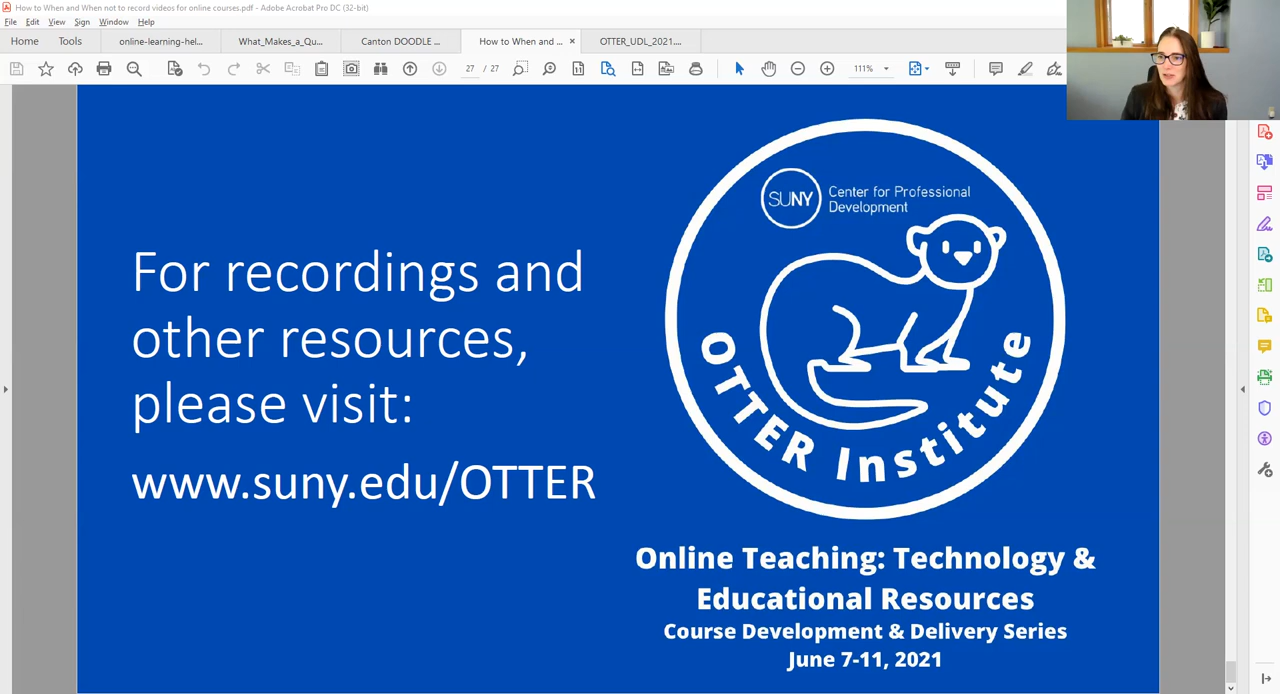 How to When and When not to record videos for online courses.pdf - Adobe Acrobat Pro DC (32-bit)
File Edit View Sign Window Help
Home Tools online-learning-hel... What_Makes_a_Qu... Canton DOODLE ... How to When and ... × OTTER_UDL_2021....
27 / 27 111%
SUNY Center for Professional
Development
For recordings and
other resources,
please visit:
www.suny.edu/OTTER
OTTER Institute
Online Teaching: Technology &
Educational Resources
Course Development & Delivery Series
June 7-11, 2021